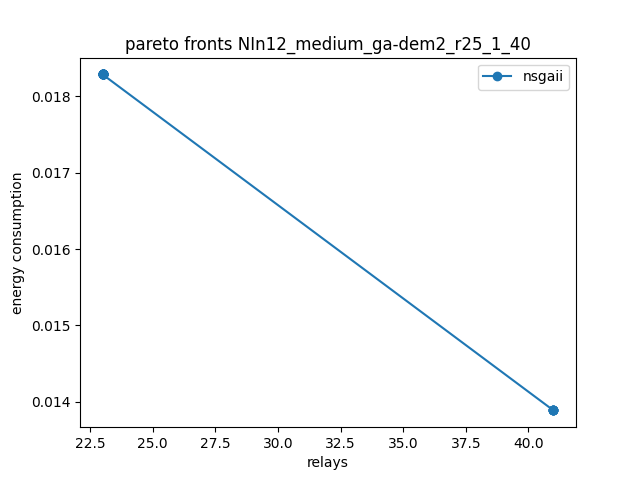 pareto fronts NIn12_medium_ga-dem2_r25_1_40
nsgaii
0.018
0.017
0.016
0.015
0.014
energy consumption
22.5 25.0 27.5 30.0 32.5 35.0 37.5 40.0
relays